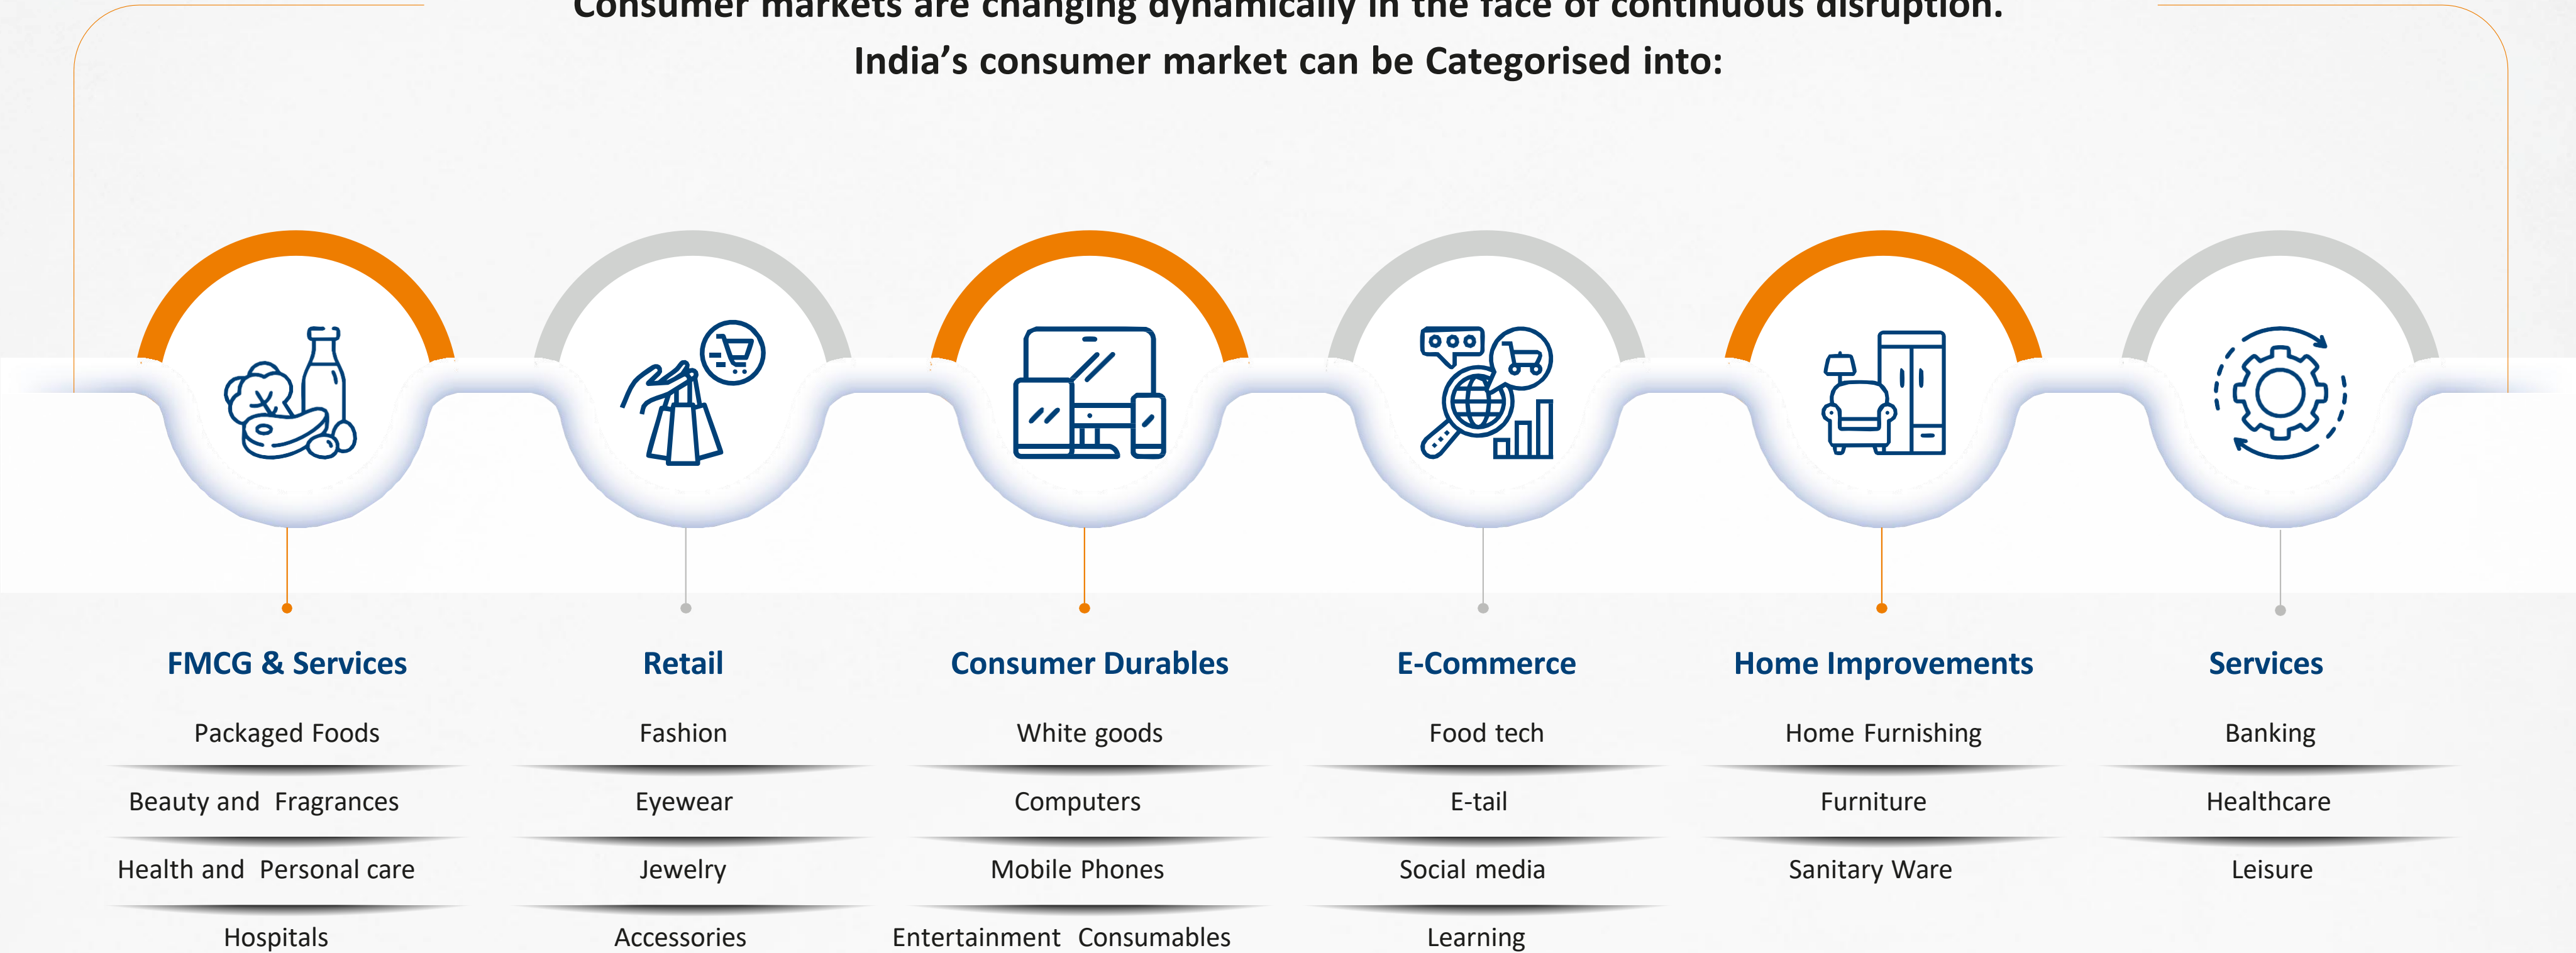 Consumer markets are changing dynamically in the face of continuous disruption.
India’s consumer market can be Categorised into:
FMCG & Services
Packaged Foods
Beauty and Fragrances
Health and Personal care
Hospitals
Retail
Fashion
Eyewear
Jewelry
Accessories
Consumer Durables
White goods
Computers
Mobile Phones
Entertainment Consumables
E-Commerce
Food tech
E-tail
Social media
Learning
Home Improvements
Home Furnishing
Furniture
Sanitary Ware
Services
Banking
Healthcare
Leisure